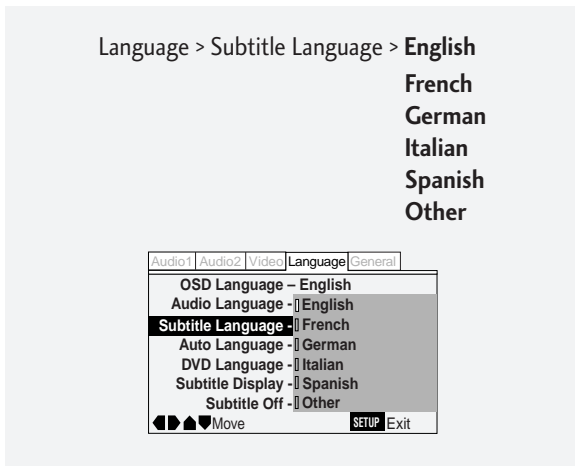 Language > Subtitle Language > English
French
German
Italian
Spanish
Other
Audio1 Audio2 Video Language General
OSD Language – English
Audio Language - English
Subtitle Language - French
Auto Language - German
DVD Language - Italian
Subtitle Display - Spanish
Subtitle Off - Other
Move SETUP Exit